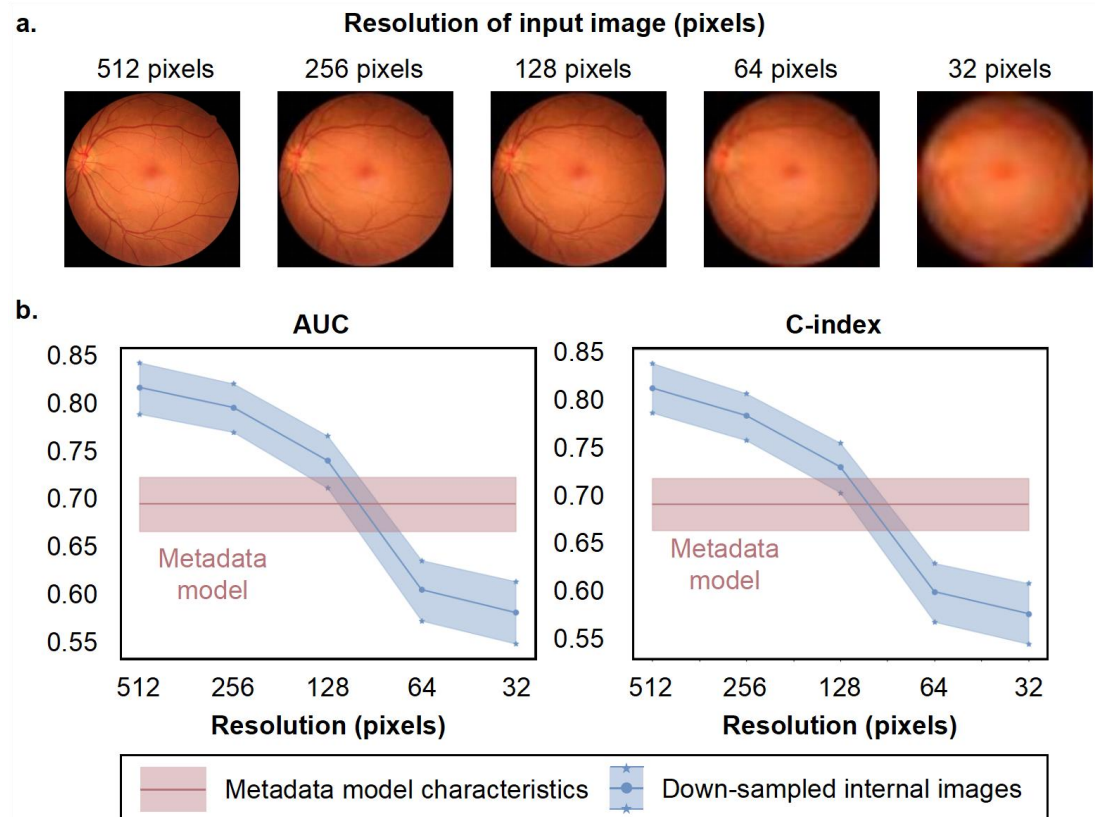 a.
Resolution of input image (pixels)
512 pixels 256 pixels 128 pixels 64 pixels 32 pixels
b.
AUC
0.85
0.80
0.75
0.70
0.65
0.60
0.55
Metadata
model
512 256 128 64 32
Resolution (pixels)
C-index
0.85
0.80
0.75
0.70
0.65
0.60
0.55
Metadata
model
512 256 128 64 32
Resolution (pixels)
Metadata model characteristics
Down-sampled internal images